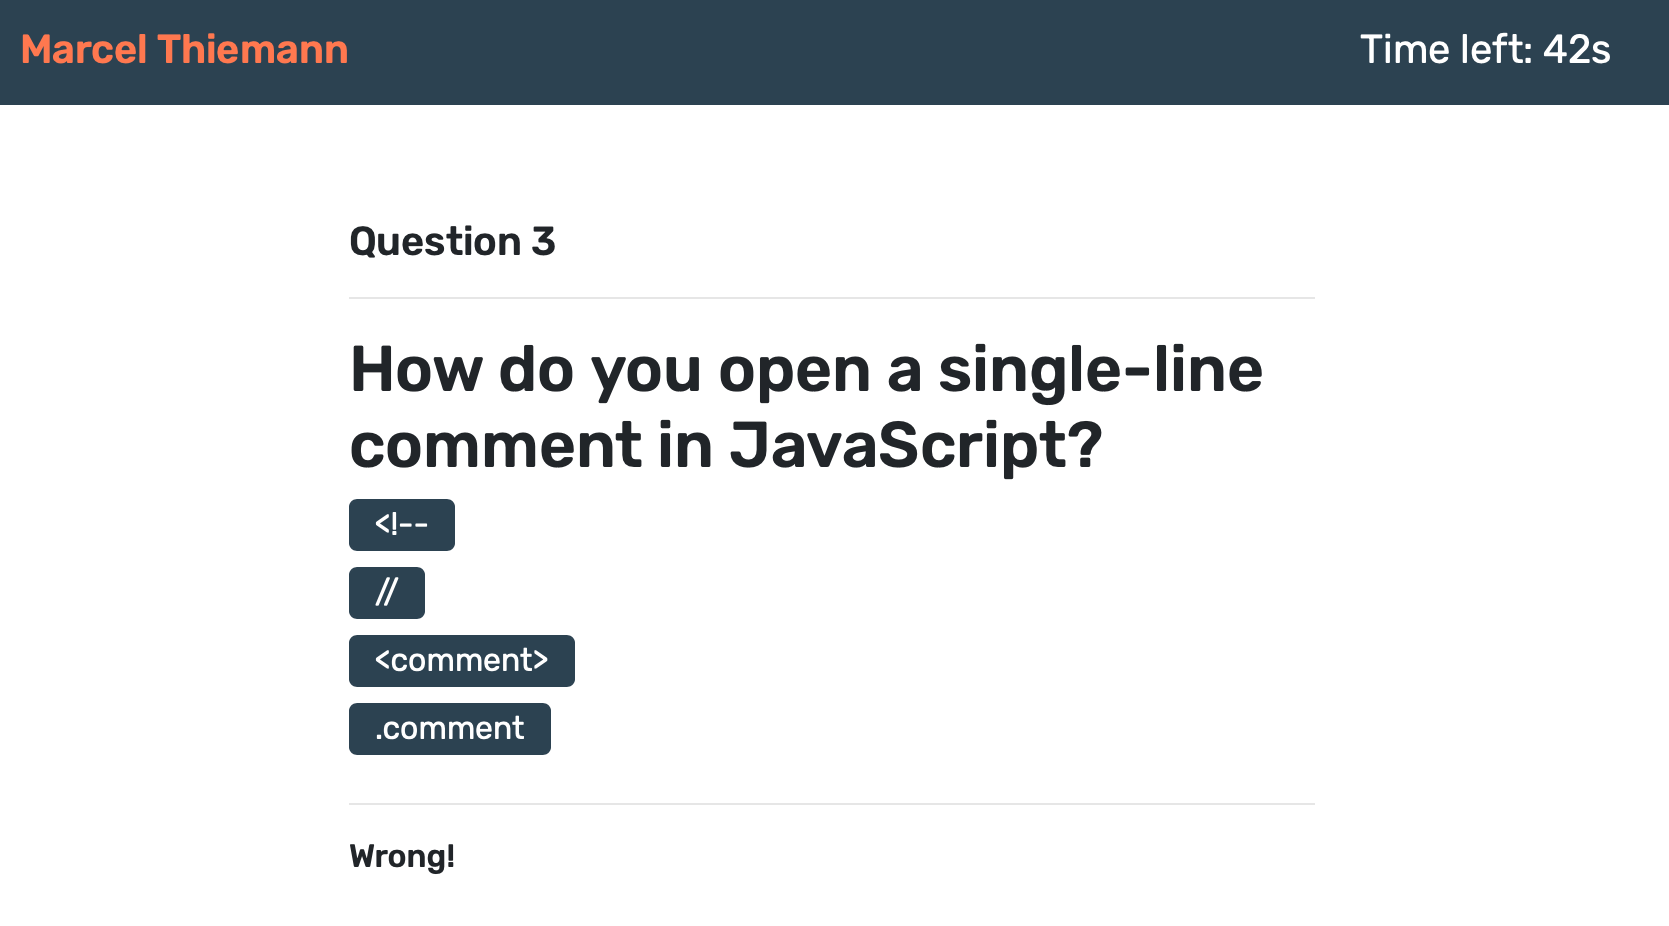 Marcel Thiemann
Time left: 42s
Question 3
How do you open a single-line
comment in JavaScript?
<!--
//
<comment>
.comment
Wrong!